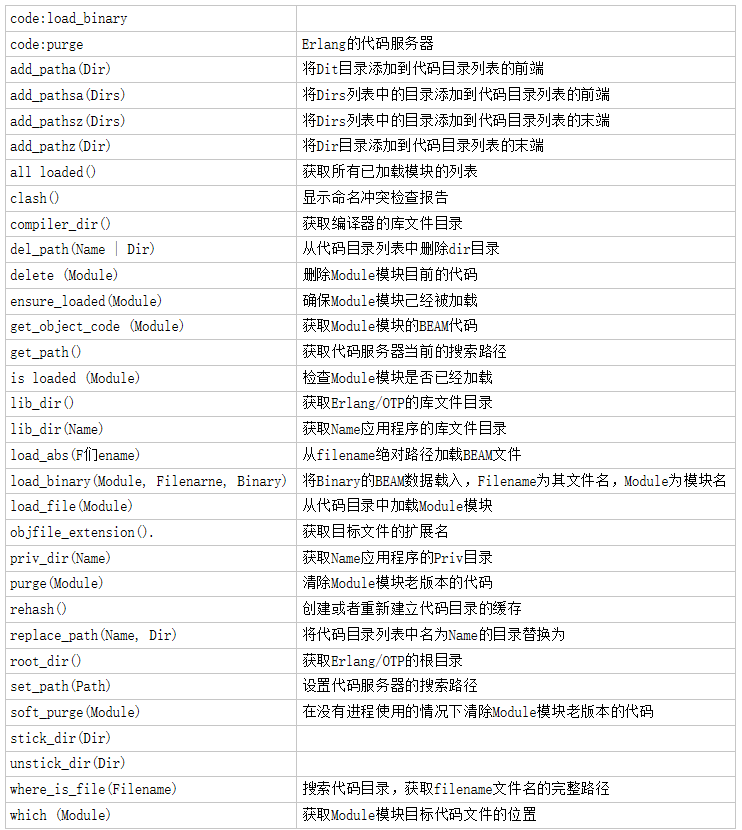 code:load_binary
code:purge Erlang的代码服务器
add_patha(Dir) 将Dit目录添加到代码目录列表的前端
add_pathsa(Dirs) 将Dirs列表中的目录添加到代码目录列表的前端
add_pathsz(Dirs) 将Dirs列表中的目录添加到代码目录列表的末端
add_pathz(Dir) 将Dir目录添加到代码目录列表的末端
all loaded() 获取所有已加载模块的列表
clash() 显示命名冲突检查报告
compiler_dir() 获取编译器的库文件目录
del_path(Name | Dir) 从代码目录列表中删除dir目录
delete (Module) 删除Module模块目前的代码
ensure_loaded(Module) 确保Module模块己经被加载
get_object_code (Module) 获取Module模块的BEAM代码
get_path() 获取代码服务器当前的搜索路径
is loaded (Module) 检查Module模块是否已经加载
lib_dir() 获取Erlang/OTP的库文件目录
lib_dir(Name) 获取Name应用程序的库文件目录
load_abs(F们ename) 从filename绝对路径加载BEAM文件
load_binary(Module, Filenarne, Binary) 将Binary的BEAM数据载入，Filename为其文件名，Module为模块名
load_file(Module) 从代码目录中加载Module模块
objfile_extension(). 获取目标文件的扩展名
priv_dir(Name) 获取Name应用程序的Priv目录
purge(Module) 清除Module模块老版本的代码
rehash() 创建或者重新建立代码目录的缓存
replace_path(Name, Dir) 将代码目录列表中名为Name的目录替换为
root_dir() 获取Erlang/OTP的根目录
set_path(Path) 设置代码服务器的搜索路径
soft_purge(Module) 在没有进程使用的情况下清除Module模块老版本的代码
stick_dir(Dir)
unstick_dir(Dir)
where_is_file(Filename) 搜索代码目录，获取filename文件名的完整路径
which (Module) 获取Module模块目标代码文件的位置